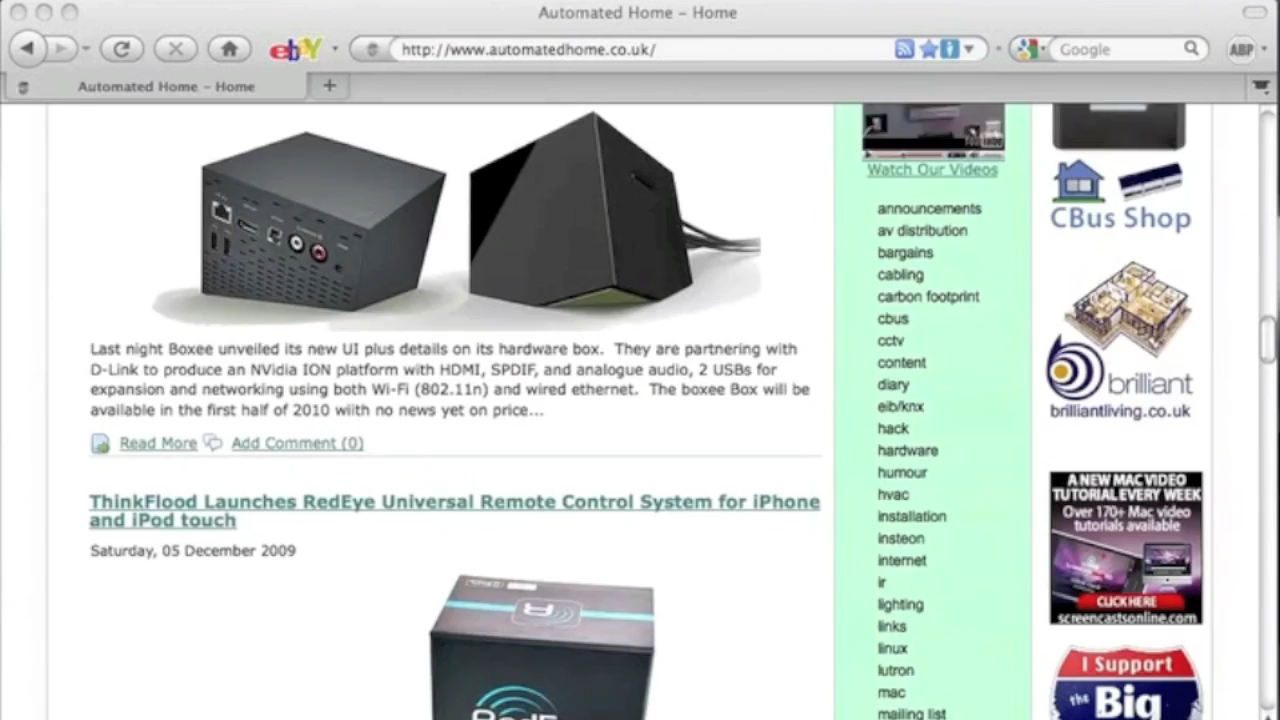 Automated Home – Home
ebY
http://www.automatedhome.co.uk/
Google
ABP
Automated Home – Home
Last night Boxee unveiled its new UI plus details on its hardware box. They are partnering with
D-Link to produce an NVidia ION platform with HDMI, SPDIF, and analogue audio, 2 USBs for
expansion and networking using both Wi-Fi (802.11n) and wired ethernet. The boxee Box will be
available in the first half of 2010 wiith no news yet on price...
Read More
Add Comment (0)
ThinkFlood Launches RedEye Universal Remote Control System for iPhone
and iPod touch
Saturday, 05 December 2009
Watch Our Videos
announcements
av distribution
bargains
cabling
carbon footprint
cbus
cctv
content
diary
eib/knx
hack
hardware
humour
hvac
installation
insteon
internet
ir
lighting
links
linux
lutron
mac
mailing list
CBus Shop
brilliant
brilliantliving.co.uk
A NEW MAC VIDEO
TUTORIAL EVERY WEEK
Over 170+ Mac video
tutorials available
CLICK HERE
screencastsonline.com
I Support
the Big